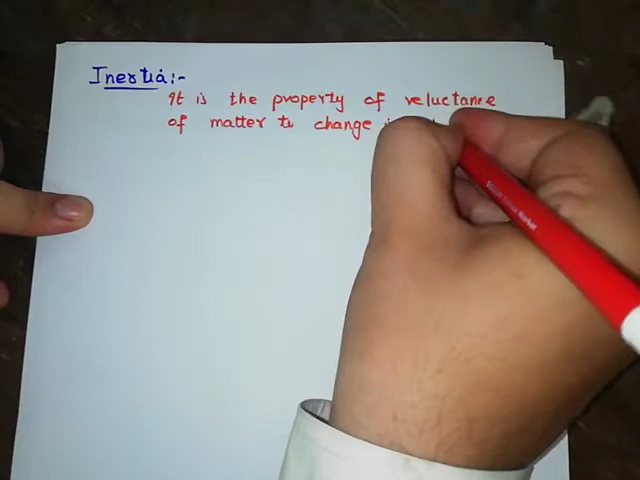 Inertia:-
It is the property of reluctance
of matter to change